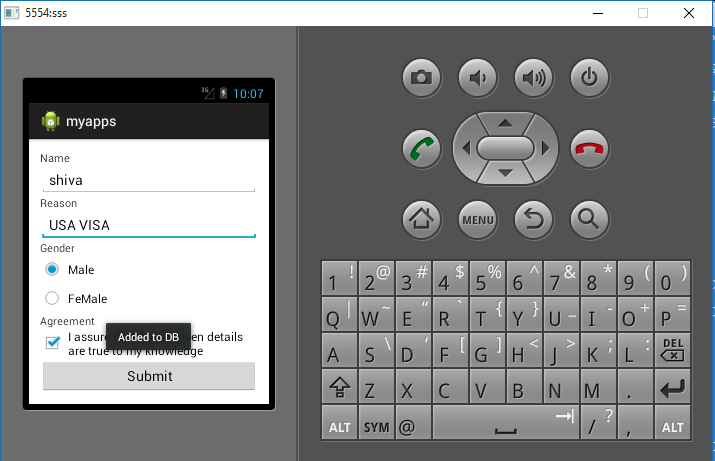 5554:sss
3G 10:07
myapps
Name
shiva
Reason
USA VISA
Gender
Male
FeMale
Agreement
Added to DB
I assure en details
are true to my knowledge
Submit
MENU
1 ! 2 @ 3 # 4 $ 5 % 6 ^ 7 & 8 * 9 ( 0 )
Q | W ~ E “ R ` T { Y } U _ I - O + P =
A S \ D ‘ F [ G ] H < J > K ; L : DEL
Z X C V B N M .
ALT SYM @ / ? , ALT